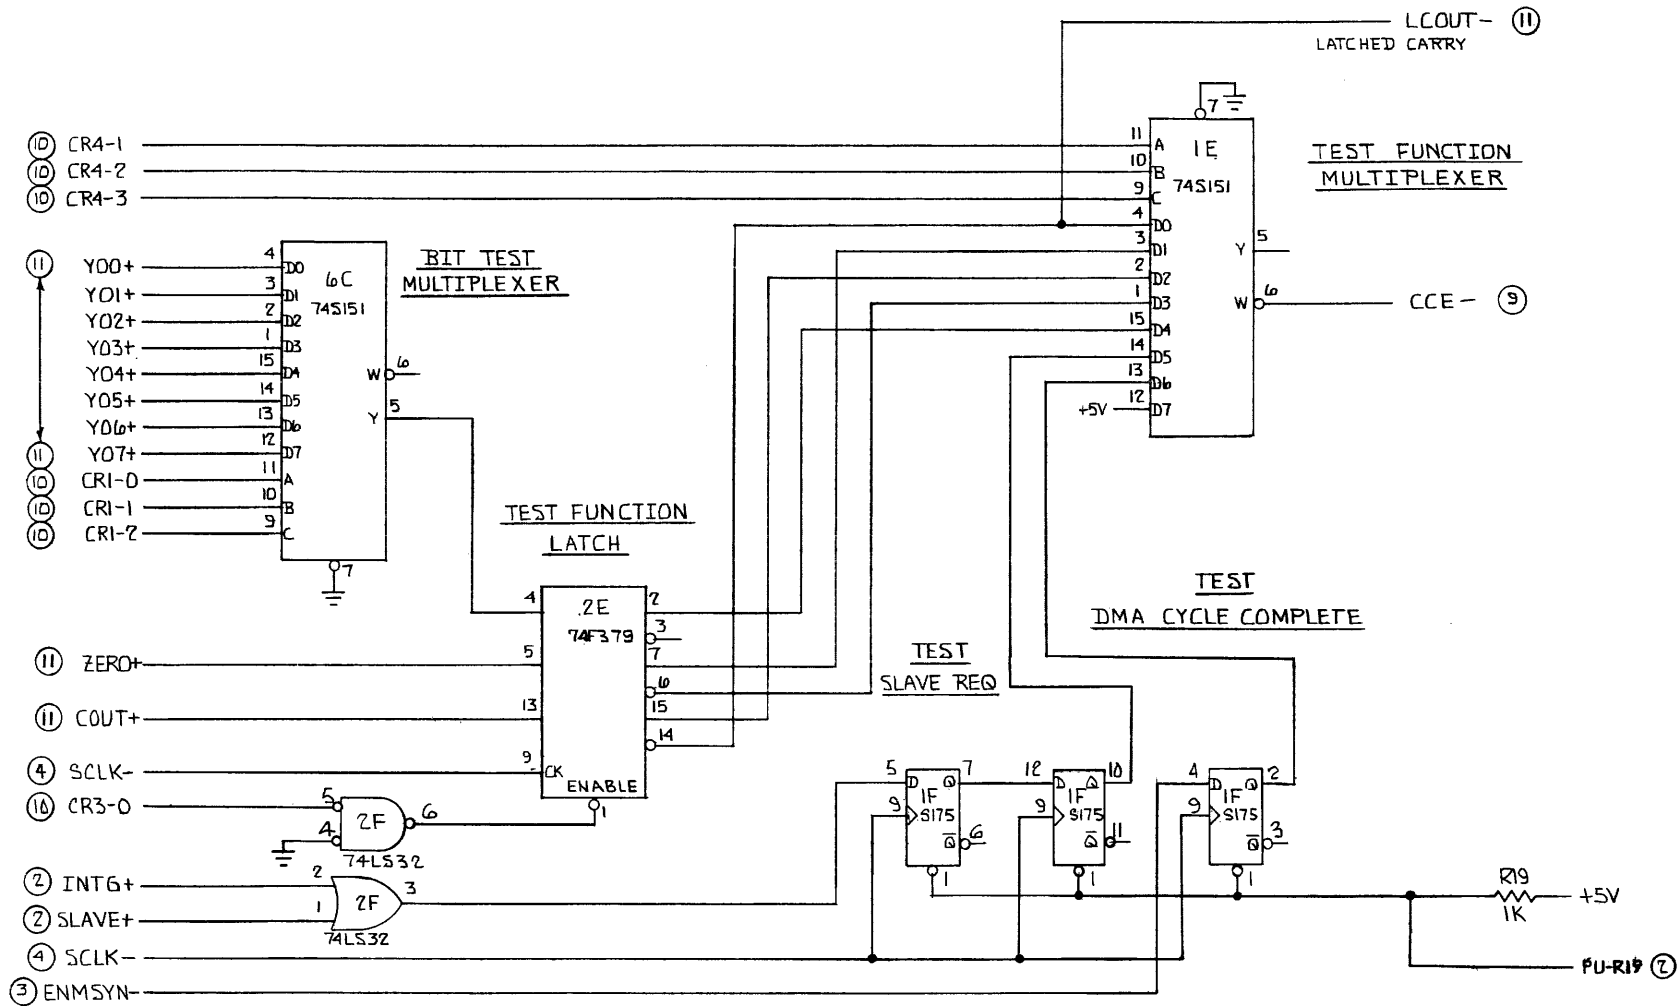 LCOUT- 11
LATCHED CARRY
7
10 CR4-1
10 CR4-2
10 CR4-3
11 A
10 B
9 C
4 D0
3 D1
2 D2
1 D3
15 D4
14 D5
13 D6
+5V 12 D7
1E
74S151
Y 5
W 6
CCE- 9
TEST FUNCTION
MULTIPLEXER
BIT TEST
MULTIPLEXER
11 Y00+ 4 D0
Y01+ 3 D1
Y02+ 2 D2
Y03+ 1 D3
Y04+ 15 D4
Y05+ 14 D5
Y06+ 13 D6
11 Y07+ 12 D7
10 CR1-0 11 A
10 CR1-1 10 B
10 CR1-2 9 C
6C
74S151
W 6
Y 5
7
TEST FUNCTION
LATCH
4 2E 2
74F379 3
11 ZERO+ 5 7
6
11 COUT+ 13 15
14
4 SCLK- 9 CK
ENABLE
1
10 CR3-0 5
4
2F 6
74LS32
2 INTG+ 2
2 SLAVE+ 1
2F 3
74LS32
4 SCLK-
3 ENMSYN-
TEST
SLAVE REQ
TEST
DMA CYCLE COMPLETE
5 D Q 7
9 1F
S175
Q 6
1
12 D Q 10
9 1F
S175
Q 11
1
4 D Q 2
9 1F
S175
Q 3
1
R19
1K
+5V
PU-R19 2